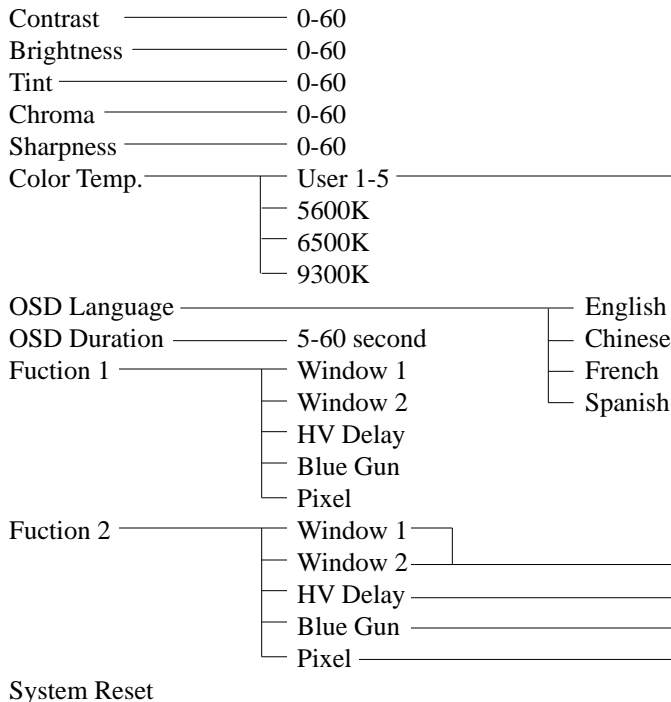 Contrast 0-60
Brightness 0-60
Tint 0-60
Chroma 0-60
Sharpness 0-60
Color Temp. User 1-5
5600K
6500K
9300K
OSD Language English
OSD Duration 5-60 second Chinese
Fuction 1 Window 1 French
Window 2 Spanish
HV Delay
Blue Gun
Pixel
Fuction 2 Window 1
Window 2
HV Delay
Blue Gun
Pixel
System Reset